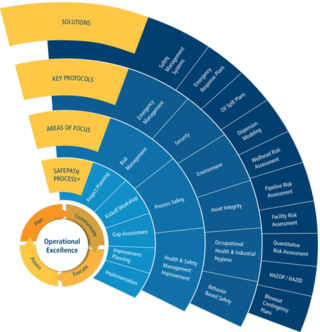 SOLUTIONS
Safety
Management
Systems
Emergency
Response Plans
Oil Spill Plans
Dispersion
Modeling
Wellhead Risk
Assessment
Pipeline Risk
Assessment
Facility Risk
Assessment
Quantitative
Risk Assessment
HAZOP / HAZID
Blowout
Contingency
Plans
KEY PROTOCOLS
Emergency
Management
Security
Environment
Asset Integrity
Occupational
Health & Industrial
Hygiene
Behavior
Based Safety
AREAS OF FOCUS
Risk
Management
Process Safety
Health & Safety
Management
Improvement
SAFEPATH
PROCESS®
Project Planning
Kickoff Workshop
Gap Assessment
Improvement
Planning
Implementation
Plan
Communicate
Execute
Assess
Operational
Excellence